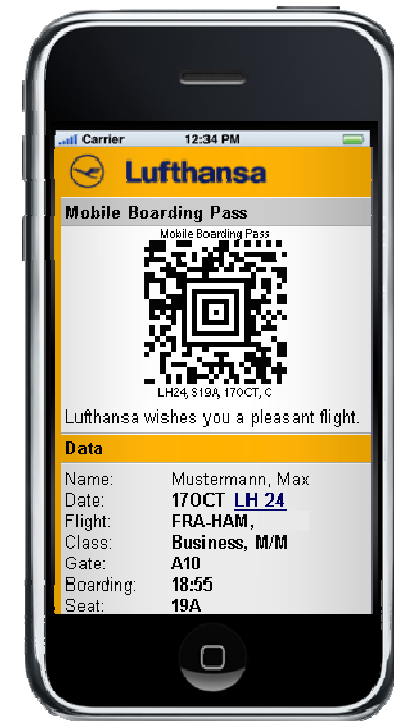 Carrier 12:34 PM
Lufthansa
Mobile Boarding Pass
Mobile Boarding Pass
LH24, S19A, 17OCT, C
Lufthansa wishes you a pleasant flight.
Data
Name: Mustermann, Max
Date: 17OCT LH 24
Flight: FRA-HAM,
Class: Business, M/M
Gate: A10
Boarding: 18:55
Seat: 19A